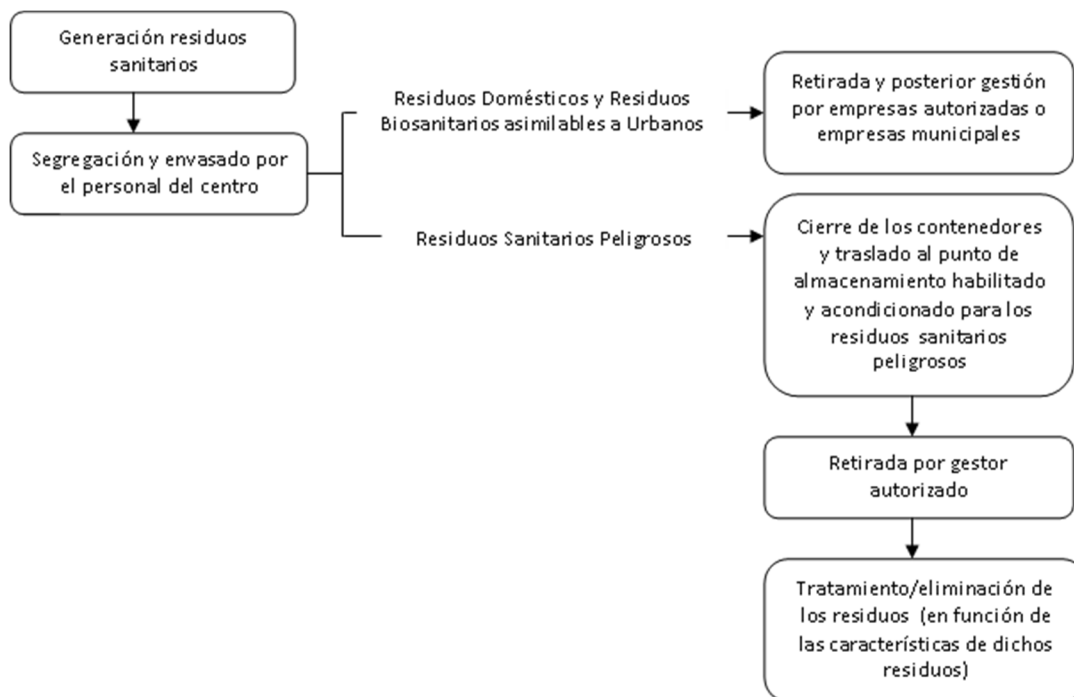 Generación residuos
sanitarios
Segregación y envasado por
el personal del centro
Residuos Domésticos y Residuos
Biosanitarios asimilables a Urbanos
Retirada y posterior gestión
por empresas autorizadas o
empresas municipales
Residuos Sanitarios Peligrosos
Cierre de los contenedores
y traslado al punto de
almacenamiento habilitado
y acondicionado para los
residuos sanitarios
peligrosos
Retirada por gestor
autorizado
Tratamiento/eliminación de
los residuos (en función de
las características de dichos
residuos)